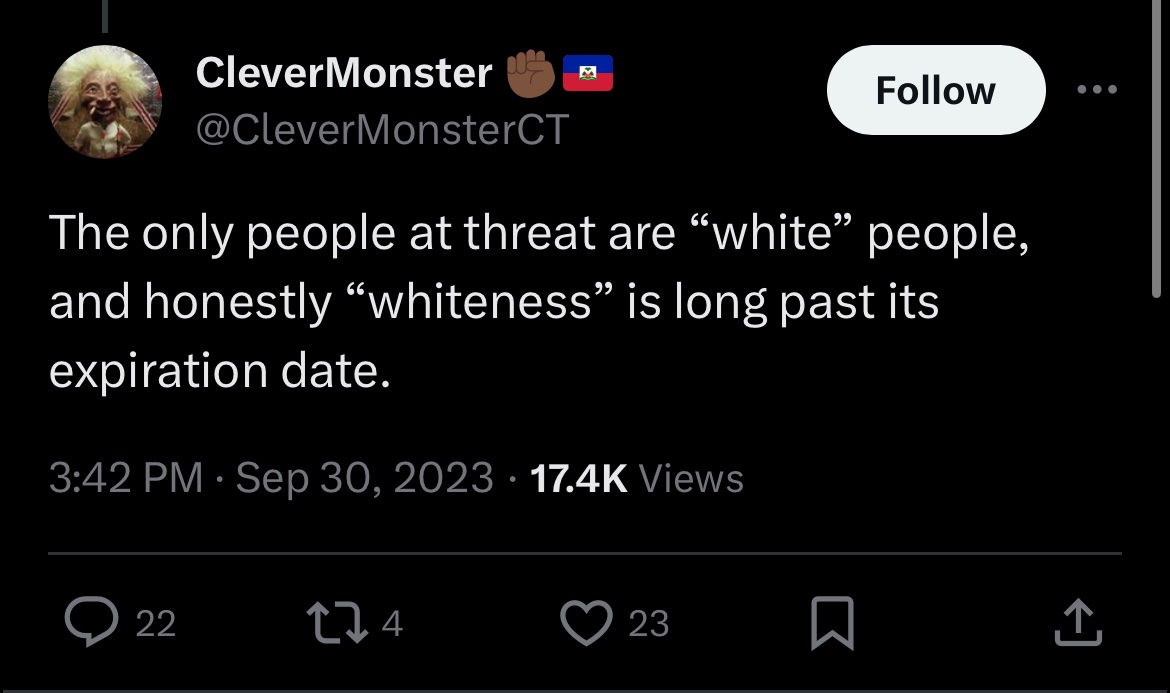 CleverMonster ✊🏾🇭🇹
@CleverMonsterCT
Follow
The only people at threat are “white” people,
and honestly “whiteness” is long past its
expiration date.
3:42 PM · Sep 30, 2023 · 17.4K Views
22 4 23